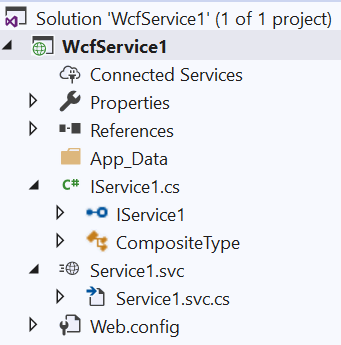 Solution 'WcfService1' (1 of 1 project)
WcfService1
Connected Services
Properties
References
App_Data
C# IService1.cs
IService1
CompositeType
Service1.svc
Service1.svc.cs
Web.config